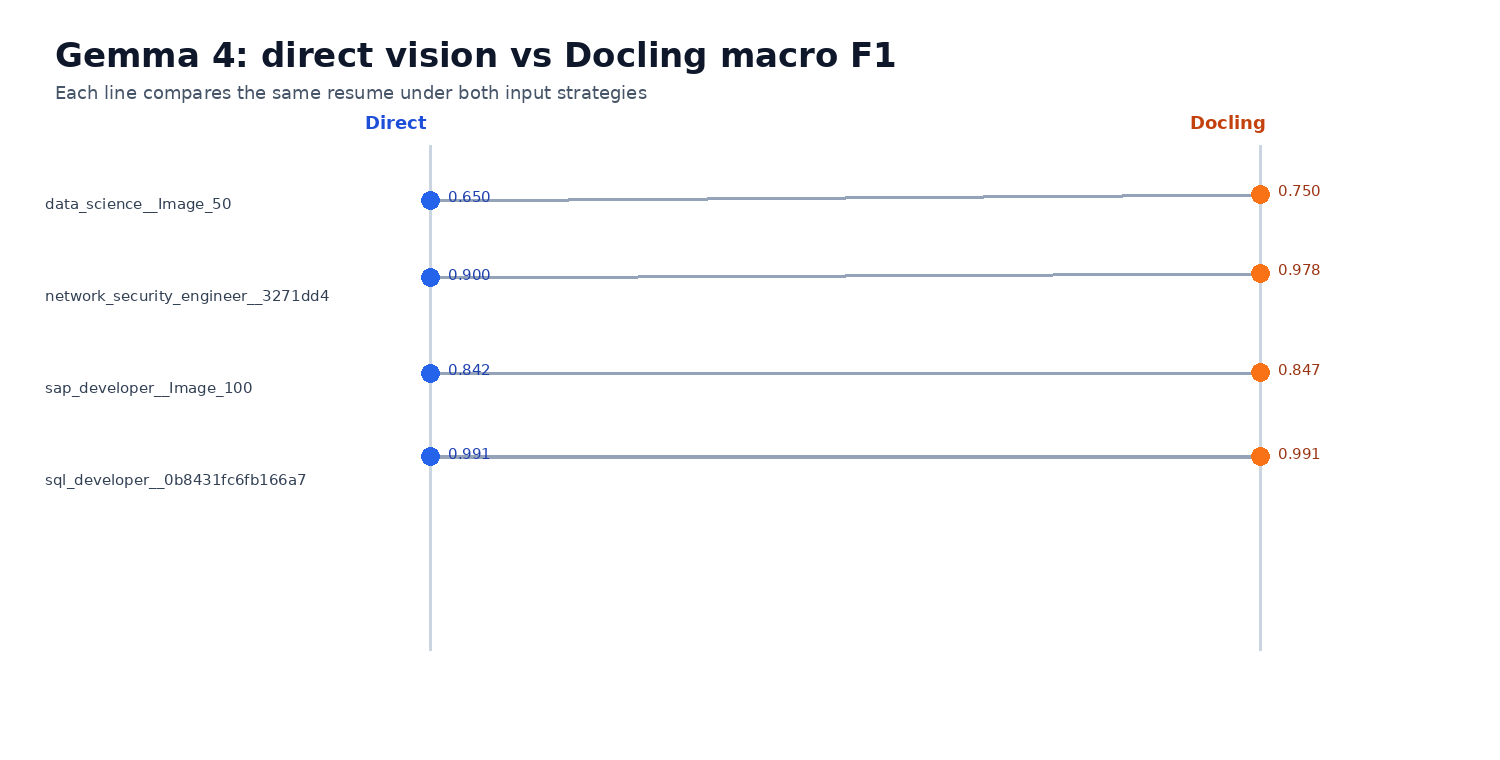 Gemma 4: direct vision vs Docling macro F1
Each line compares the same resume under both input strategies
Direct Docling
data_science__Image_50 0.650 0.750
network_security_engineer__3271dd4 0.900 0.978
sap_developer__Image_100 0.842 0.847
sql_developer__0b8431fc6fb166a7 0.991 0.991